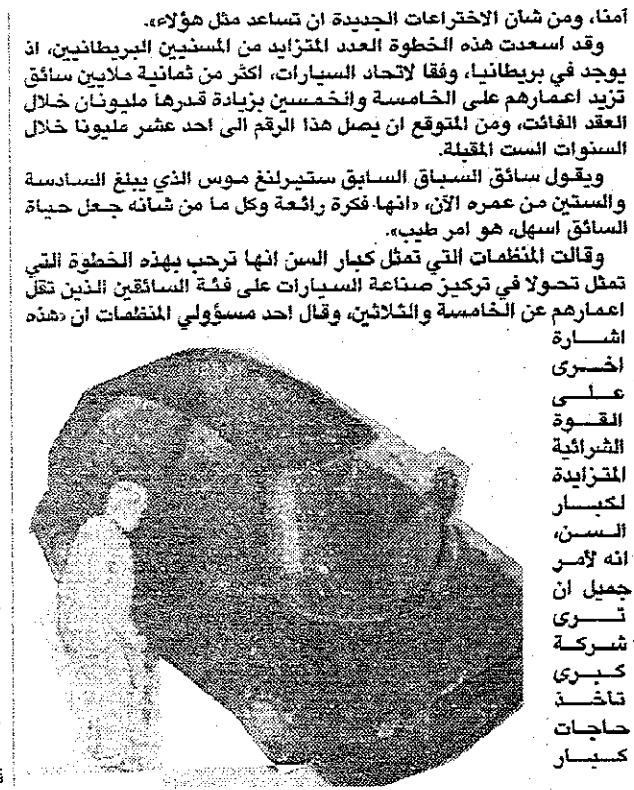 آمنا، ومن شأن الاختراعات الجديدة ان تساعد مثل هؤلاء».
وقد اسعدت هذه الخطوة العدد المتزايد من المسنيين البريطانيين، اذ
يوجد في بريطانيا، وفقا لاتحاد السيارات، اكثر من ثمانية ملايين سائق
تزيد اعمارهم على الخامسة والخمسين بزيادة قدرها مليونان خلال
العقد الفائت، ومن المتوقع ان يصل هذا الرقم الى احد عشر مليونا خلال
السنوات الست المقبلة.
ويقول سائق السباق السابق ستيرلنغ موس الذي يبلغ السادسة
والستين من عمره الآن، «انها فكرة رائعة وكل ما من شانه جعل حياة
السائق اسهل، هو امر طيب».
وقالت المنظمات التي تمثل كبار السن انها ترحب بهذه الخطوة التي
تمثل تحولا في تركيز صناعة السيارات على فئة السائقين الذين تقل
اعمارهم عن الخامسة والثلاثين، وقال احد مسؤولي المنظمات ان «هذه
اشارة
اخرى
على
القوة
الشرائية
المتزايدة
لكبار
السن،
انه لأمر
جميل ان
ترى
شركة
كبرى
تاخذ
حاجات
كبار